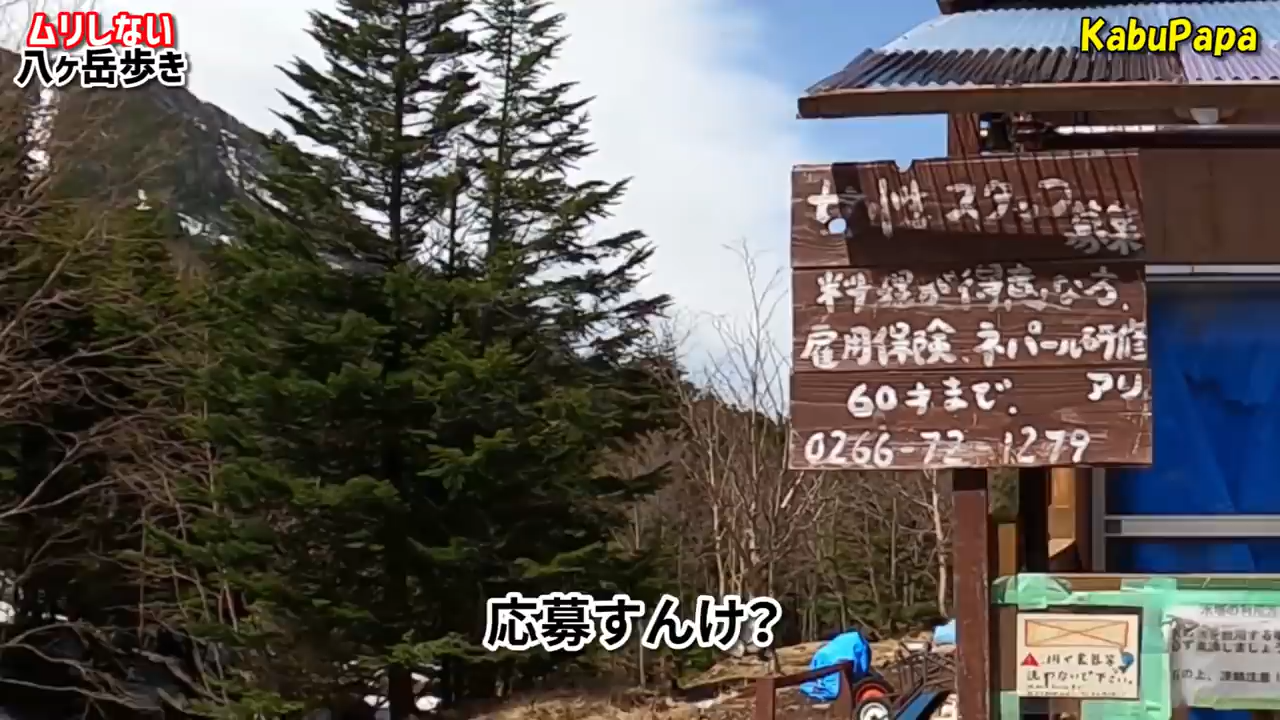 ムリしない
八ヶ岳歩き
KabuPapa
女性スタッフ募集
料理が得意な方.
雇用保険、ネパール研修
アリ
60才まで.
0266-72-1279
応募すんけ?